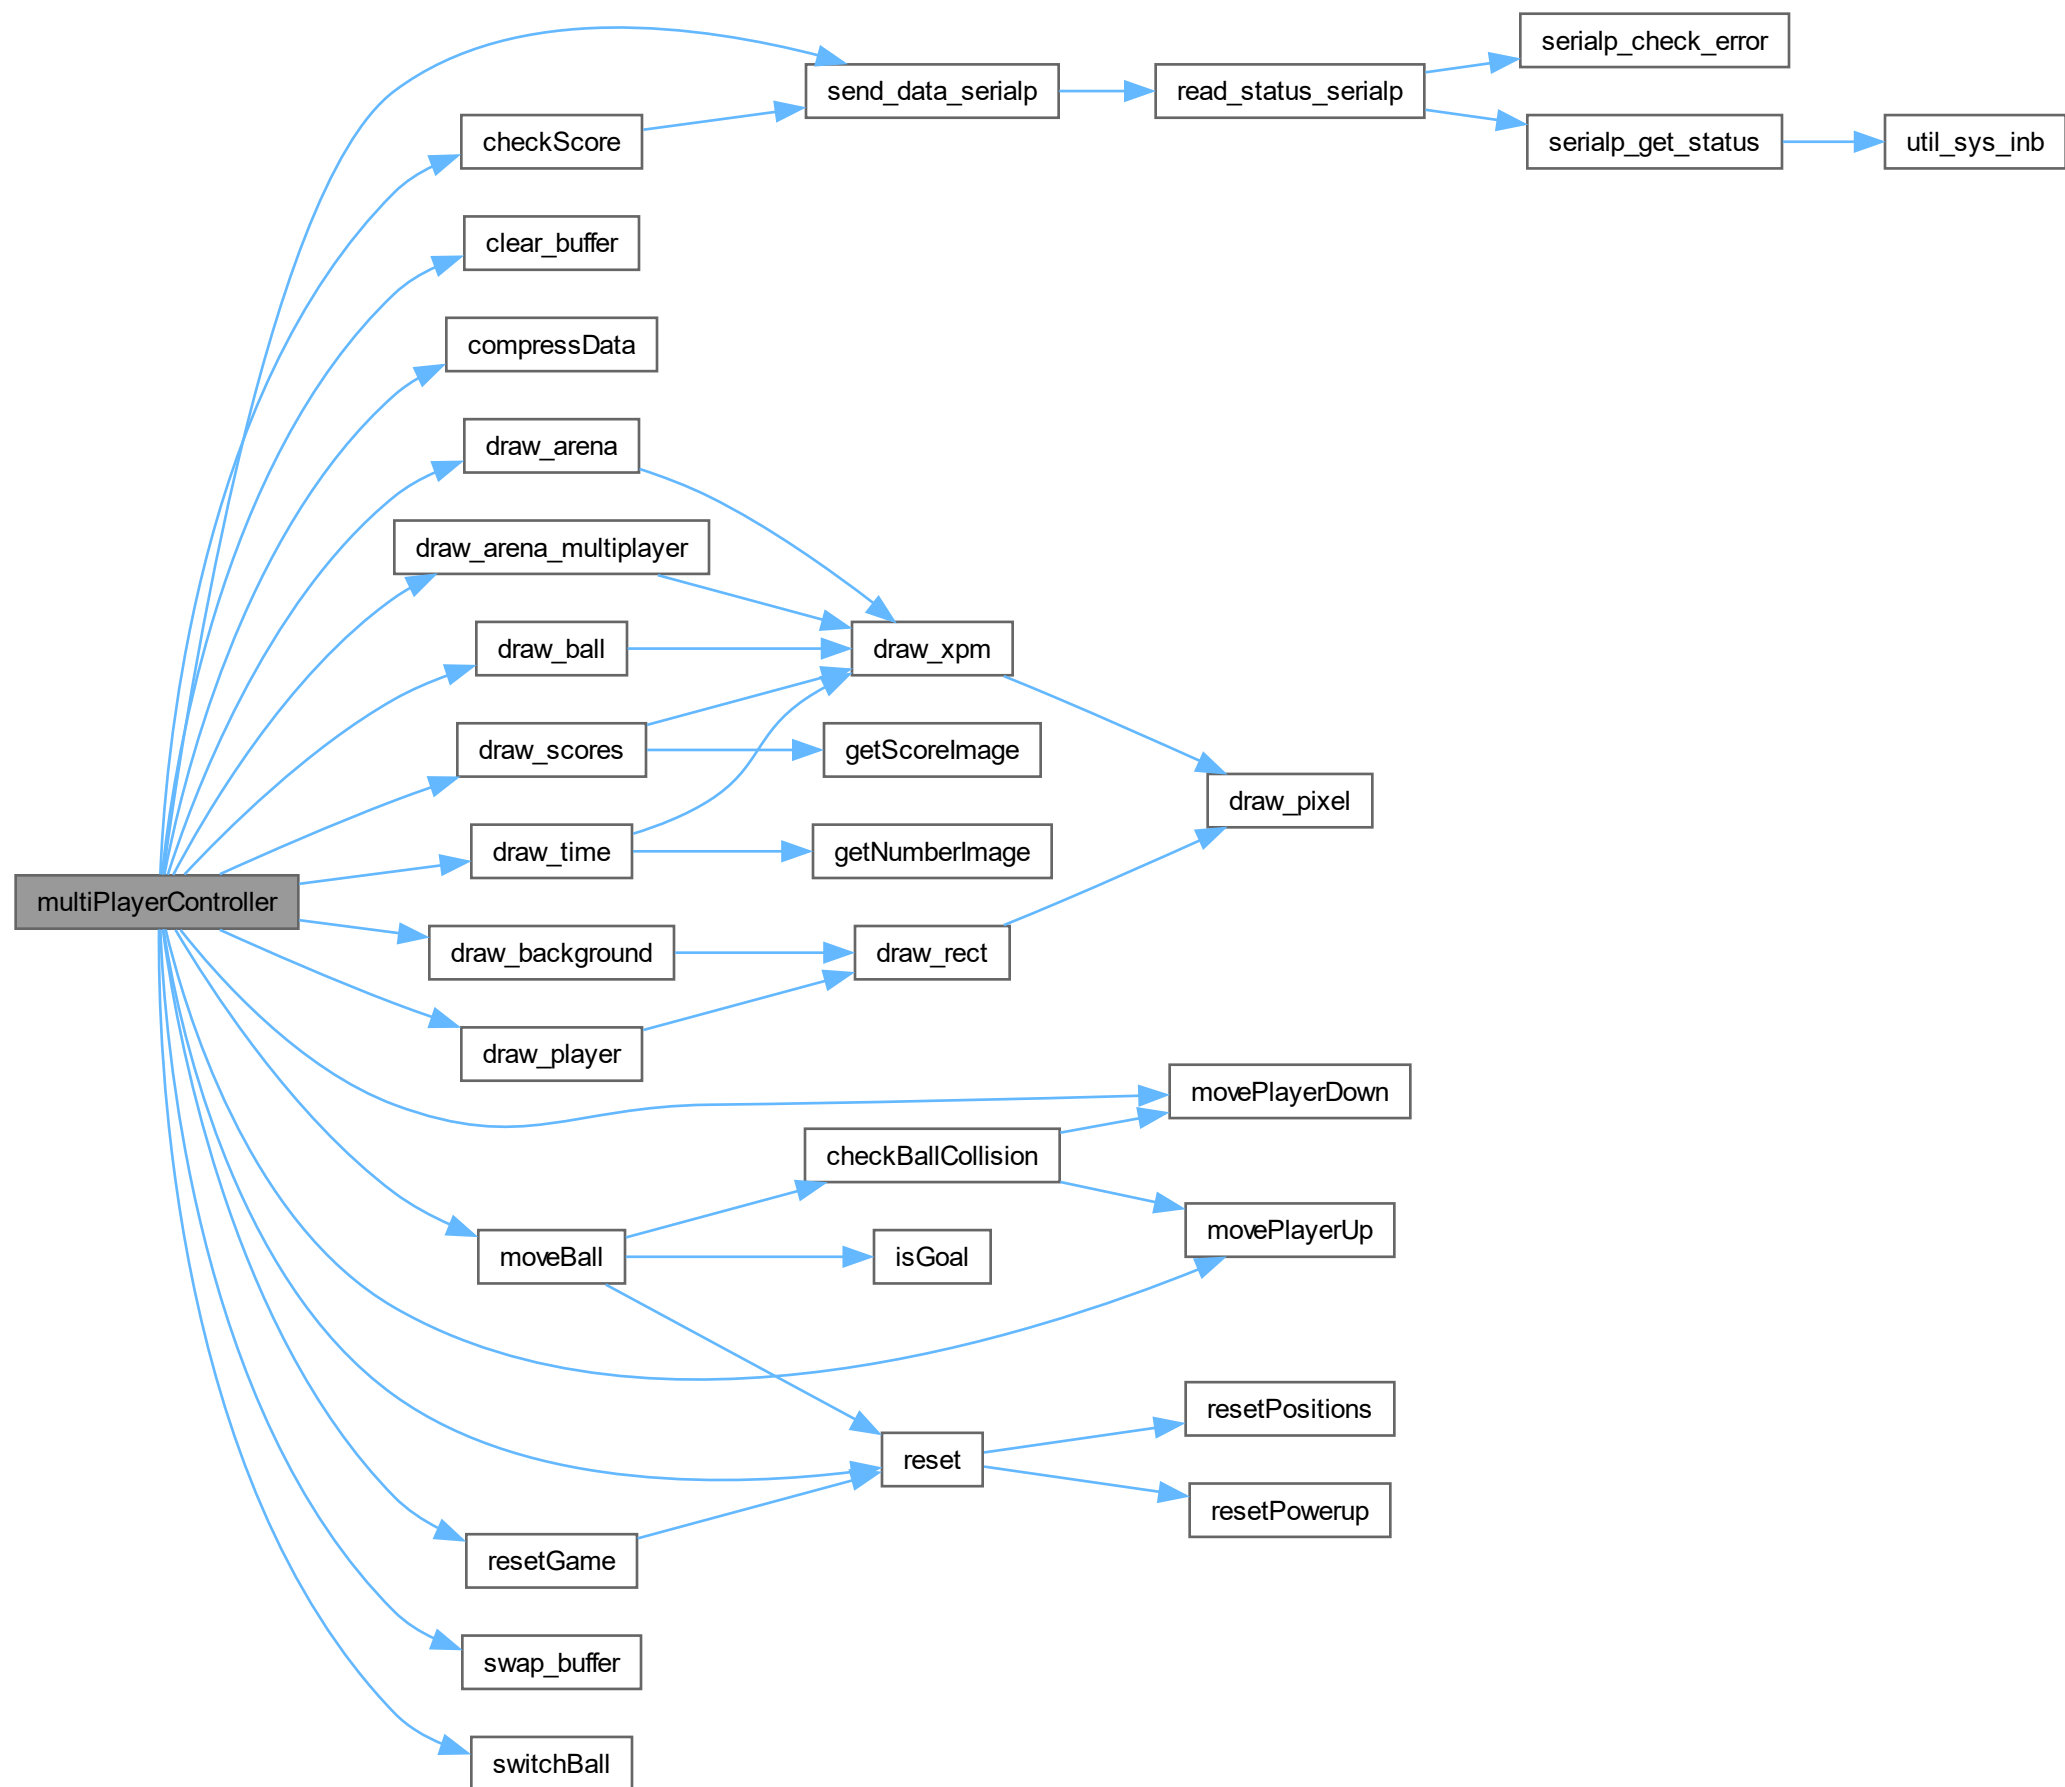 serialp_check_error
send_data_serialp
read_status_serialp
checkScore
serialp_get_status
util_sys_inb
clear_buffer
compressData
draw_arena
draw_arena_multiplayer
draw_ball
draw_xpm
draw_scores
getScoreImage
draw_pixel
draw_time
getNumberImage
multiPlayerController
draw_background
draw_rect
draw_player
movePlayerDown
checkBallCollision
movePlayerUp
moveBall
isGoal
resetPositions
reset
resetPowerup
resetGame
swap_buffer
switchBall